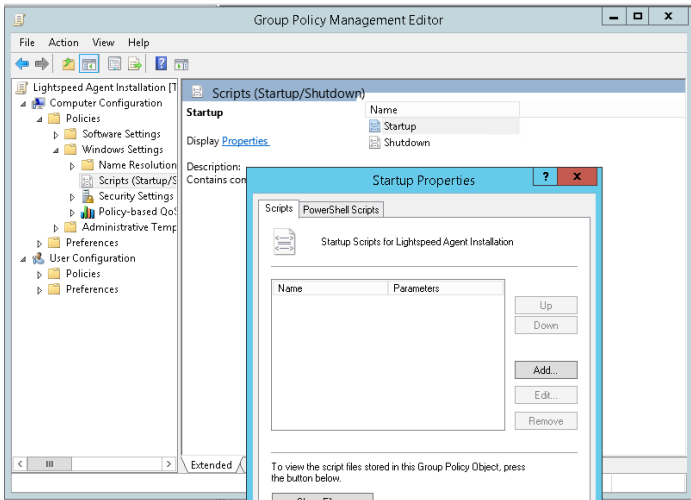 Group Policy Management Editor
File Action View Help
Lightspeed Agent Installation [T
Computer Configuration
Policies
Software Settings
Windows Settings
Name Resolution
Scripts (Startup/S
Security Settings
Policy-based QoS
Administrative Temp
Preferences
User Configuration
Policies
Preferences
Scripts (Startup/Shutdown)
Startup
Display Properties
Description:
Contains com
Name
Startup
Shutdown
Extended
Startup Properties
? x
Scripts PowerShell Scripts
Startup Scripts for Lightspeed Agent Installation
Name Parameters
Up
Down
Add...
Edit...
Remove
To view the script files stored in this Group Policy Object, press
the button below.